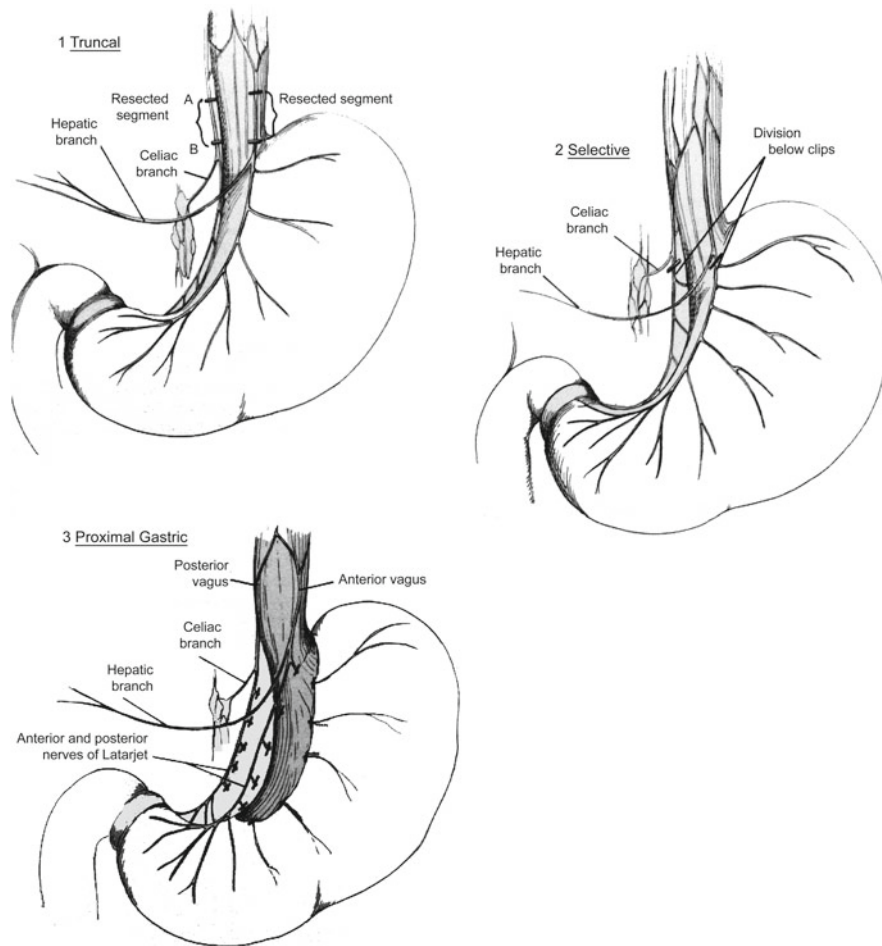 1 Truncal
Resected
segment
A
B
Resected segment
Hepatic
branch
Celiac
branch
2 Selective
Division
below clips
Celiac
branch
Hepatic
branch
3 Proximal Gastric
Posterior
vagus
Anterior vagus
Celiac
branch
Hepatic
branch
Anterior and posterior
nerves of Latarjet